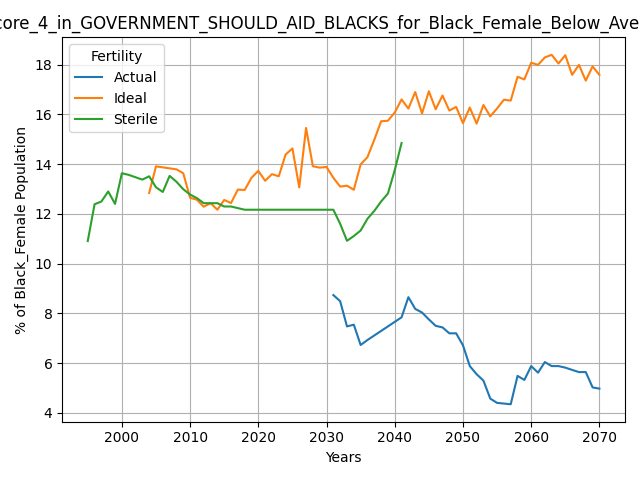 core_4_in_GOVERNMENT_SHOULD_AID_BLACKS_for_Black_Female_Below_Ave
Fertility
Actual
Ideal
Sterile
% of Black_Female Population
18
16
14
12
10
8
6
4
2000 2010 2020 2030 2040 2050 2060 2070
Years